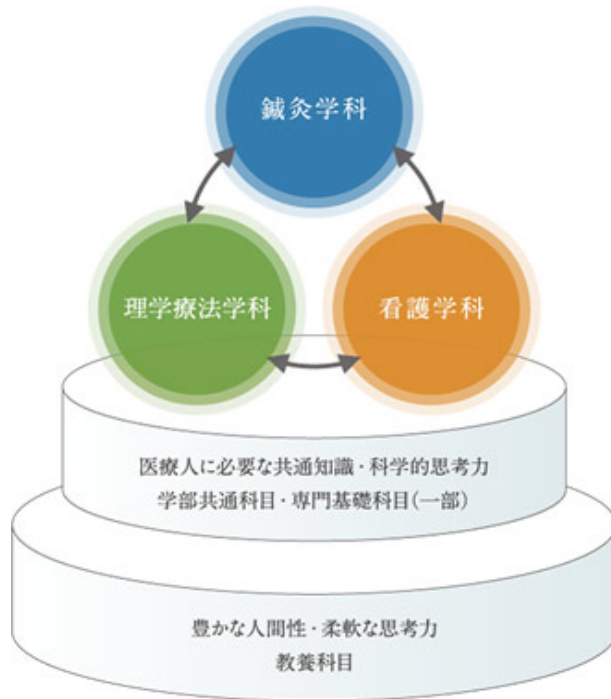 鍼灸学科
理学療法学科
看護学科
医療人に必要な共通知識・科学的思考力
学部共通科目・専門基礎科目(一部)
豊かな人間性・柔軟な思考力
教養科目